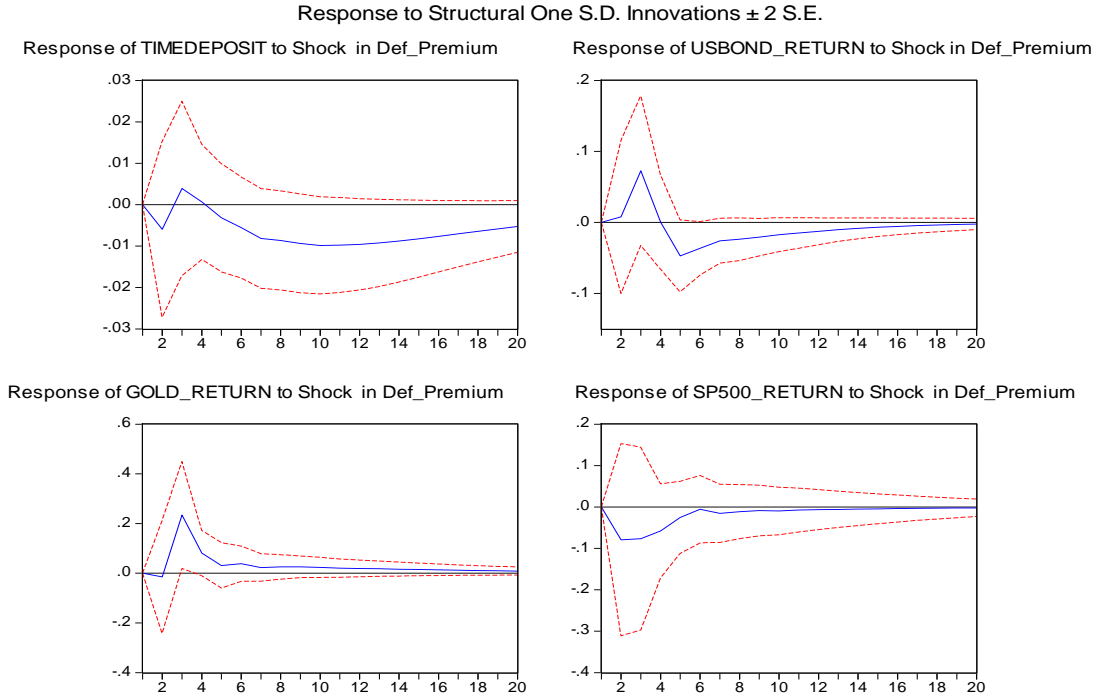 Response to Structural One S.D. Innovations ± 2 S.E.
Response of TIMEDEPOSIT to Shock in Def_Premium
.03
.02
.01
.00
-.01
-.02
-.03
2 4 6 8 10 12 14 16 18 20
Response of USBOND_RETURN to Shock in Def_Premium
.2
.1
.0
-.1
2 4 6 8 10 12 14 16 18 20
Response of GOLD_RETURN to Shock in Def_Premium
.6
.4
.2
.0
-.2
-.4
2 4 6 8 10 12 14 16 18 20
Response of SP500_RETURN to Shock in Def_Premium
.2
.1
.0
-.1
-.2
-.3
-.4
2 4 6 8 10 12 14 16 18 20